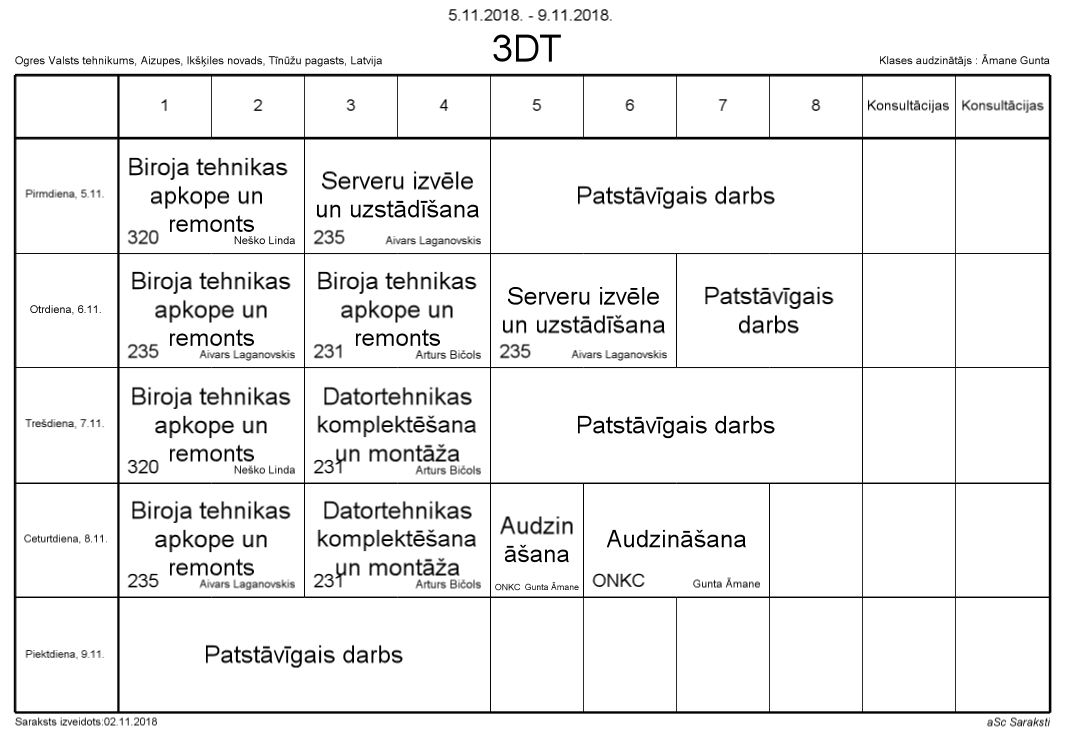 5.11.2018. - 9.11.2018.
3DT
Ogres Valsts tehnikums, Aizupes, Ikšķiles novads, Tīnūžu pagasts, Latvija
Klases audzinātājs : Āmane Gunta
1 2 3 4 5 6 7 8 Konsultācijas Konsultācijas
Pirmdiena, 5.11.
Biroja tehnikas
apkope un
remonts
320 Neško Linda
Serveru izvēle
un uzstādīšana
235 Aivars Laganovskis
Patstāvīgais darbs
Otrdiena, 6.11.
Biroja tehnikas
apkope un
remonts
235 Aivars Laganovskis
Biroja tehnikas
apkope un
remonts
231 Arturs Bičols
Serveru izvēle
un uzstādīšana
235 Aivars Laganovskis
Patstāvīgais
darbs
Trešdiena, 7.11.
Biroja tehnikas
apkope un
remonts
320 Neško Linda
Datortehnikas
komplektēšana
un montāža
231 Arturs Bičols
Patstāvīgais darbs
Ceturtdiena, 8.11.
Biroja tehnikas
apkope un
remonts
235 Aivars Laganovskis
Datortehnikas
komplektēšana
un montāža
231 Arturs Bičols
Audzin
āšana
ONKC Gunta Āmane
Audzināšana
ONKC Gunta Āmane
Piektdiena, 9.11.
Patstāvīgais darbs
Saraksts izveidots:02.11.2018
aSc Saraksti